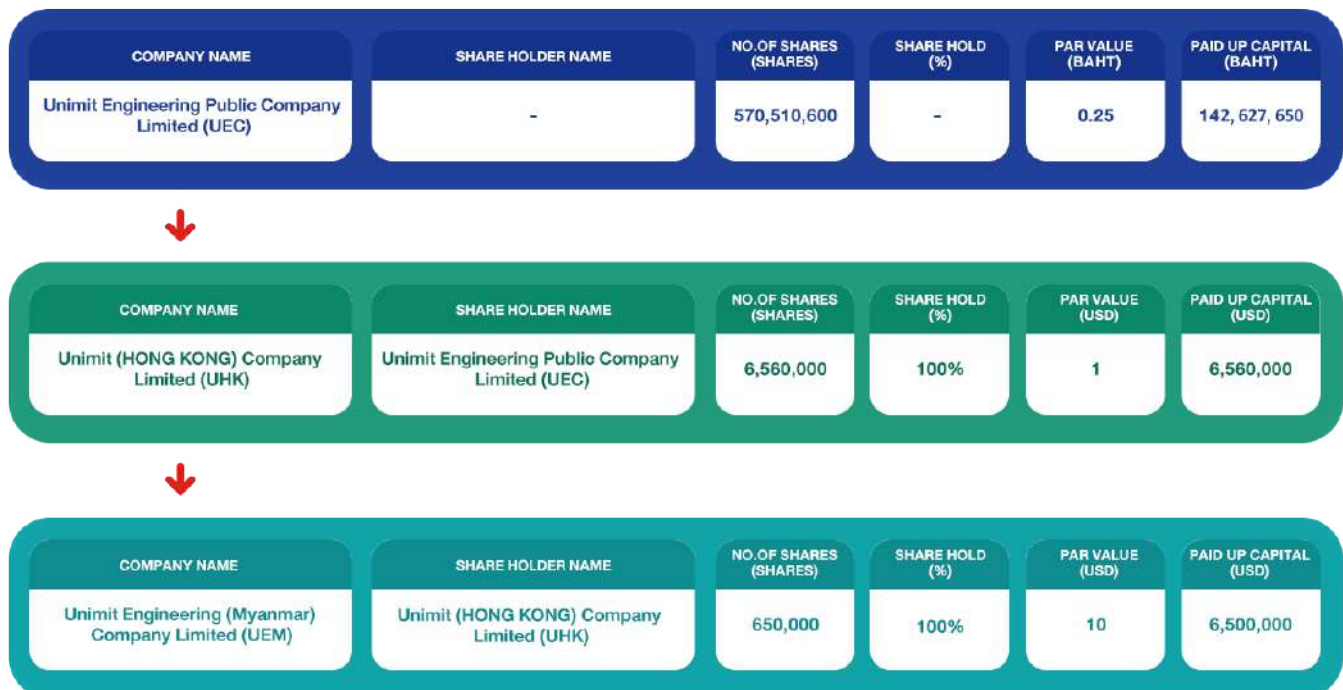 COMPANY NAME
SHARE HOLDER NAME
NO.OF SHARES
(SHARES)
SHARE HOLD
(%)
PAR VALUE
(BAHT)
PAID UP CAPITAL
(BAHT)
Unimit Engineering Public Company
Limited (UEC)
-
570,510,600
-
0.25
142, 627, 650
COMPANY NAME
SHARE HOLDER NAME
NO.OF SHARES
(SHARES)
SHARE HOLD
(%)
PAR VALUE
(USD)
PAID UP CAPITAL
(USD)
Unimit (HONG KONG) Company
Limited (UHK)
Unimit Engineering Public Company
Limited (UEC)
6,560,000
100%
1
6,560,000
COMPANY NAME
SHARE HOLDER NAME
NO.OF SHARES
(SHARES)
SHARE HOLD
(%)
PAR VALUE
(USD)
PAID UP CAPITAL
(USD)
Unimit Engineering (Myanmar)
Company Limited (UEM)
Unimit (HONG KONG) Company
Limited (UHK)
650,000
100%
10
6,500,000